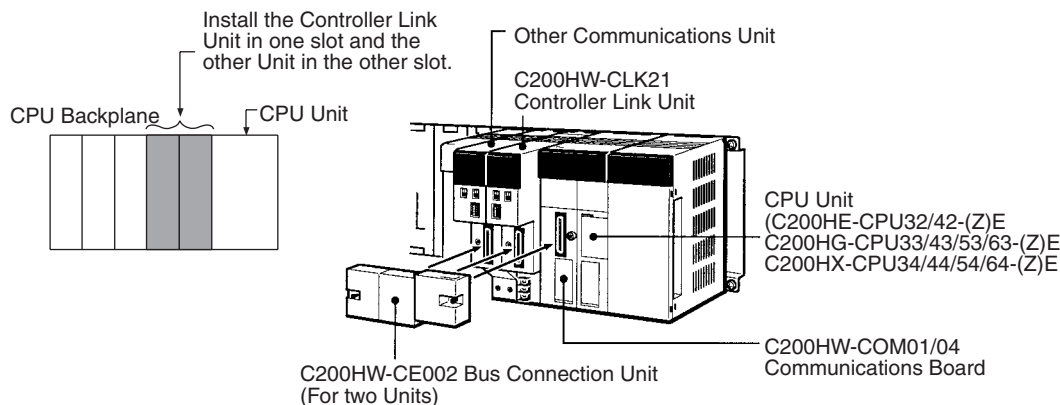 Install the Controller Link
Unit in one slot and the
other Unit in the other slot.
CPU Backplane
CPU Unit
Other Communications Unit
C200HW-CLK21
Controller Link Unit
CPU Unit
(C200HE-CPU32/42-(Z)E
C200HG-CPU33/43/53/63-(Z)E
C200HX-CPU34/44/54/64-(Z)E
C200HW-COM01/04
Communications Board
C200HW-CE002 Bus Connection Unit
(For two Units)